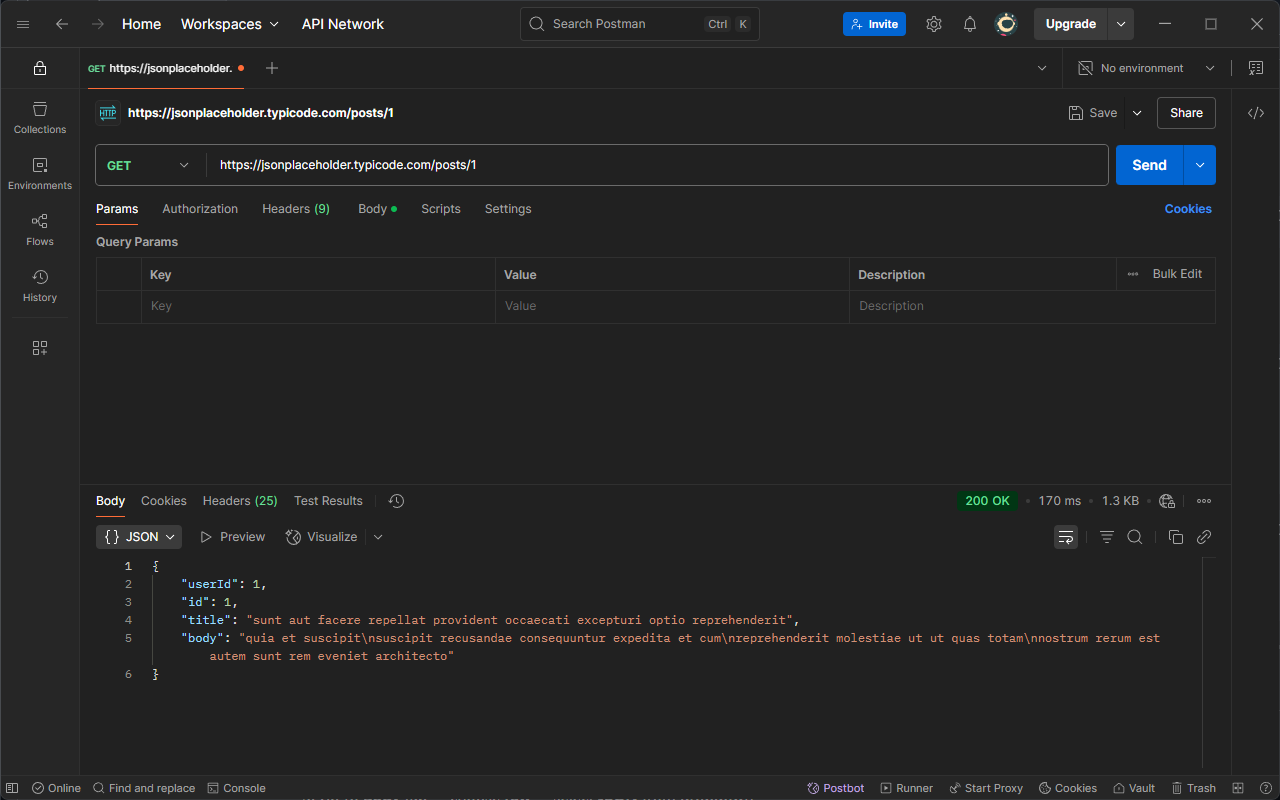 Home Workspaces API Network Search Postman Ctrl K Invite Upgrade
GET https://jsonplaceholder. No environment
HTTP https://jsonplaceholder.typicode.com/posts/1 Save Share
Collections
Environments
Flows
History
GET https://jsonplaceholder.typicode.com/posts/1 Send
Params Authorization Headers (9) Body Scripts Settings Cookies
Query Params
Key Value Description Bulk Edit
Key Value Description
Body Cookies Headers (25) Test Results 200 OK 170 ms 1.3 KB
{ } JSON Preview Visualize
1 {
2 "userId": 1,
3 "id": 1,
4 "title": "sunt aut facere repellat provident occaecati excepturi optio reprehenderit",
5 "body": "quia et suscipit\nsuscipit recusandae consequuntur expedita et cum\nreprehenderit molestiae ut ut quas totam\nnostrum rerum est
autem sunt rem eveniet architecto"
6 }
Online Find and replace Console Postbot Runner Start Proxy Cookies Vault Trash